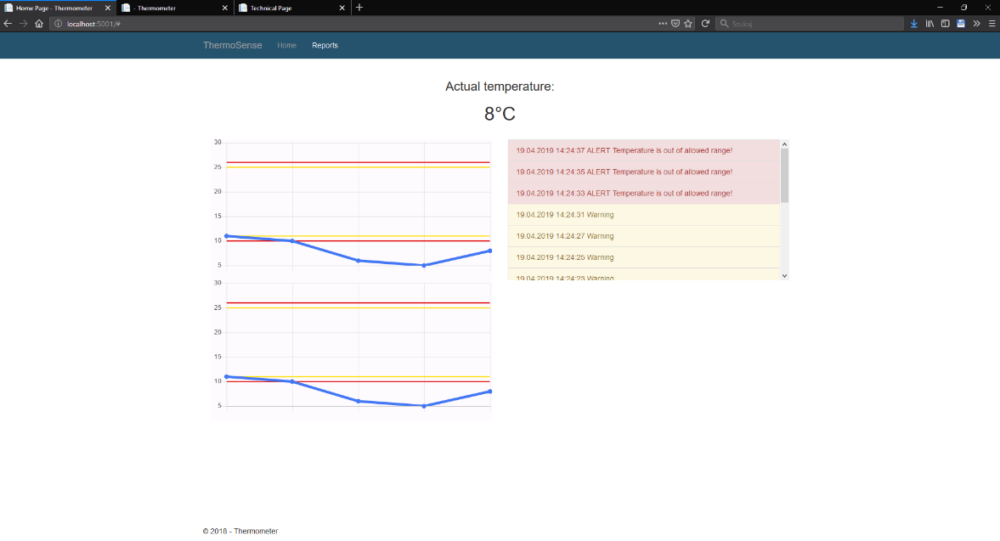 Home Page - Thermometer
- Thermometer
Technical Page
localhost:5001/#
Szukaj
ThermoSense Home Reports
Actual temperature:
8°C
30
25
20
15
10
5
30
25
20
15
10
5
19.04.2019 14:24:37 ALERT Temperature is out of allowed range!
19.04.2019 14:24:35 ALERT Temperature is out of allowed range!
19.04.2019 14:24:33 ALERT Temperature is out of allowed range!
19.04.2019 14:24:31 Warning
19.04.2019 14:24:27 Warning
19.04.2019 14:24:25 Warning
19.04.2019 14:24:23 Warning
© 2018 - Thermometer